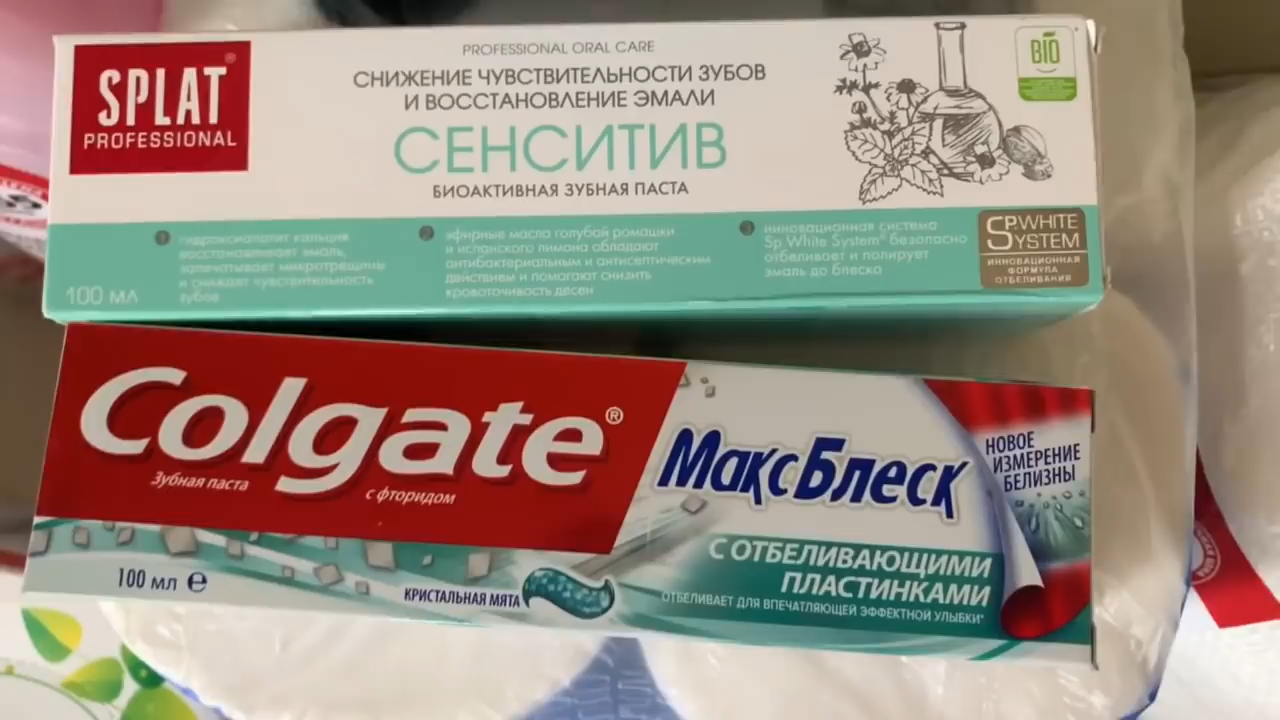 SPLAT®
PROFESSIONAL
PROFESSIONAL ORAL CARE
СНИЖЕНИЕ ЧУВСТВИТЕЛЬНОСТИ ЗУБОВ
И ВОССТАНОВЛЕНИЕ ЭМАЛИ
СЕНСИТИВ
БИОАКТИВНАЯ ЗУБНАЯ ПАСТА
BIO
1 гидроксиапатит кальция
восстанавливает эмаль,
запечатывает микротрещины
и снижает чувствительность
зубов
2 эфирные масла голубой ромашки
и испанского лимона обладают
антибактериальным и антисептическим
действием и помогают снизить
кровоточивость десен
3 инновационная система
Sp.White System® безопасно
отбеливает и полирует
эмаль до блеска
SP.WHITE
SYSTEM
ИННОВАЦИОННАЯ
ФОРМУЛА
ОТБЕЛИВАНИЯ
100 МЛ
Colgate®
Зубная паста
с фторидом
МаксБлеск
НОВОЕ
ИЗМЕРЕНИЕ
БЕЛИЗНЫ
С ОТБЕЛИВАЮЩИМИ
ПЛАСТИНКАМИ
ОТБЕЛИВАЕТ ДЛЯ ВПЕЧАТЛЯЮЩЕЙ ЭФФЕКТНОЙ УЛЫБКИ*
100 мл ℮
КРИСТАЛЬНАЯ МЯТА